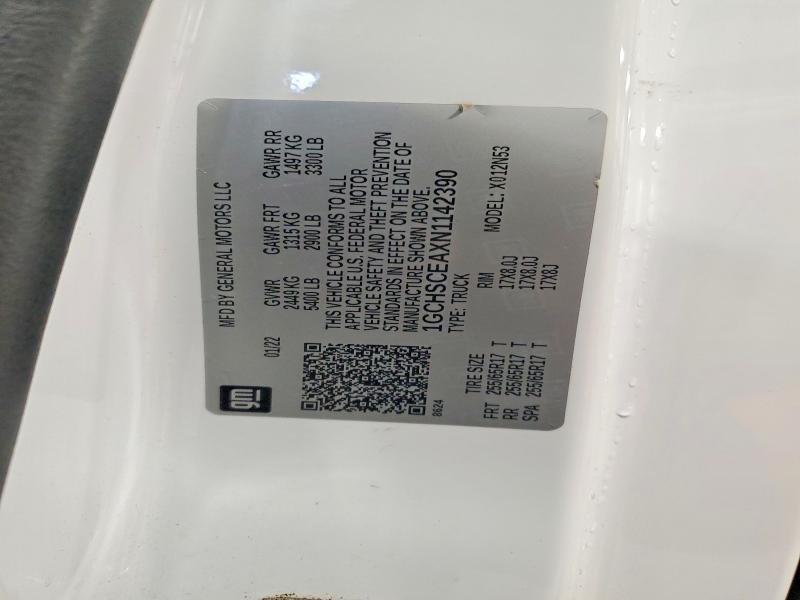 gm
MFD BY GENERAL MOTORS LLC
01/22
GVWR GAWR FRT GAWR RR
2449 KG 1315 KG 1497 KG
5400 LB 2900 LB 3300 LB
THIS VEHICLE CONFORMS TO ALL
APPLICABLE U.S. FEDERAL MOTOR
VEHICLE SAFETY AND THEFT PREVENTION
STANDARDS IN EFFECT ON THE DATE OF
MANUFACTURE SHOWN ABOVE.
1GCHSCEAXN1142390
8624
TYPE: TRUCK MODEL: X012N53
TIRE SIZE RIM
FRT 255/65R17 T 17X8.0J
RR 255/65R17 T 17X8.0J
SPA 255/65R17 T 17X8J